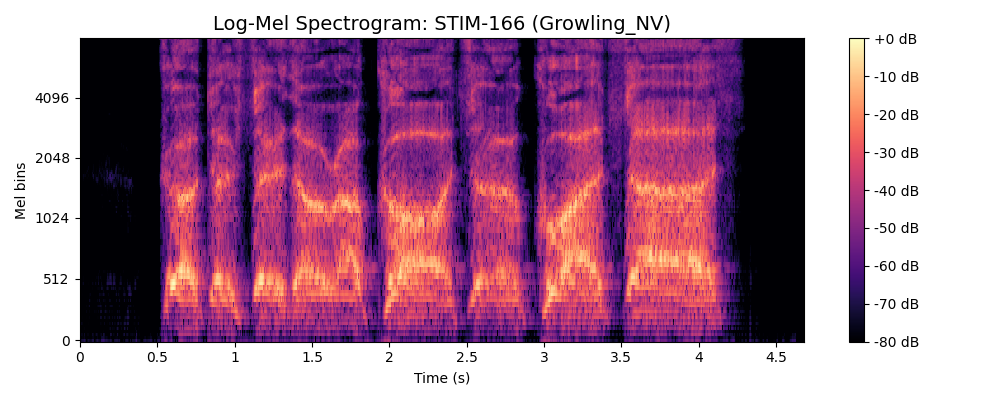 Log-Mel Spectrogram: STIM-166 (Growling_NV)
Mel bins
4096
2048
1024
512
0
0 0.5 1 1.5 2 2.5 3 3.5 4 4.5
Time (s)
+0 dB
-10 dB
-20 dB
-30 dB
-40 dB
-50 dB
-60 dB
-70 dB
-80 dB